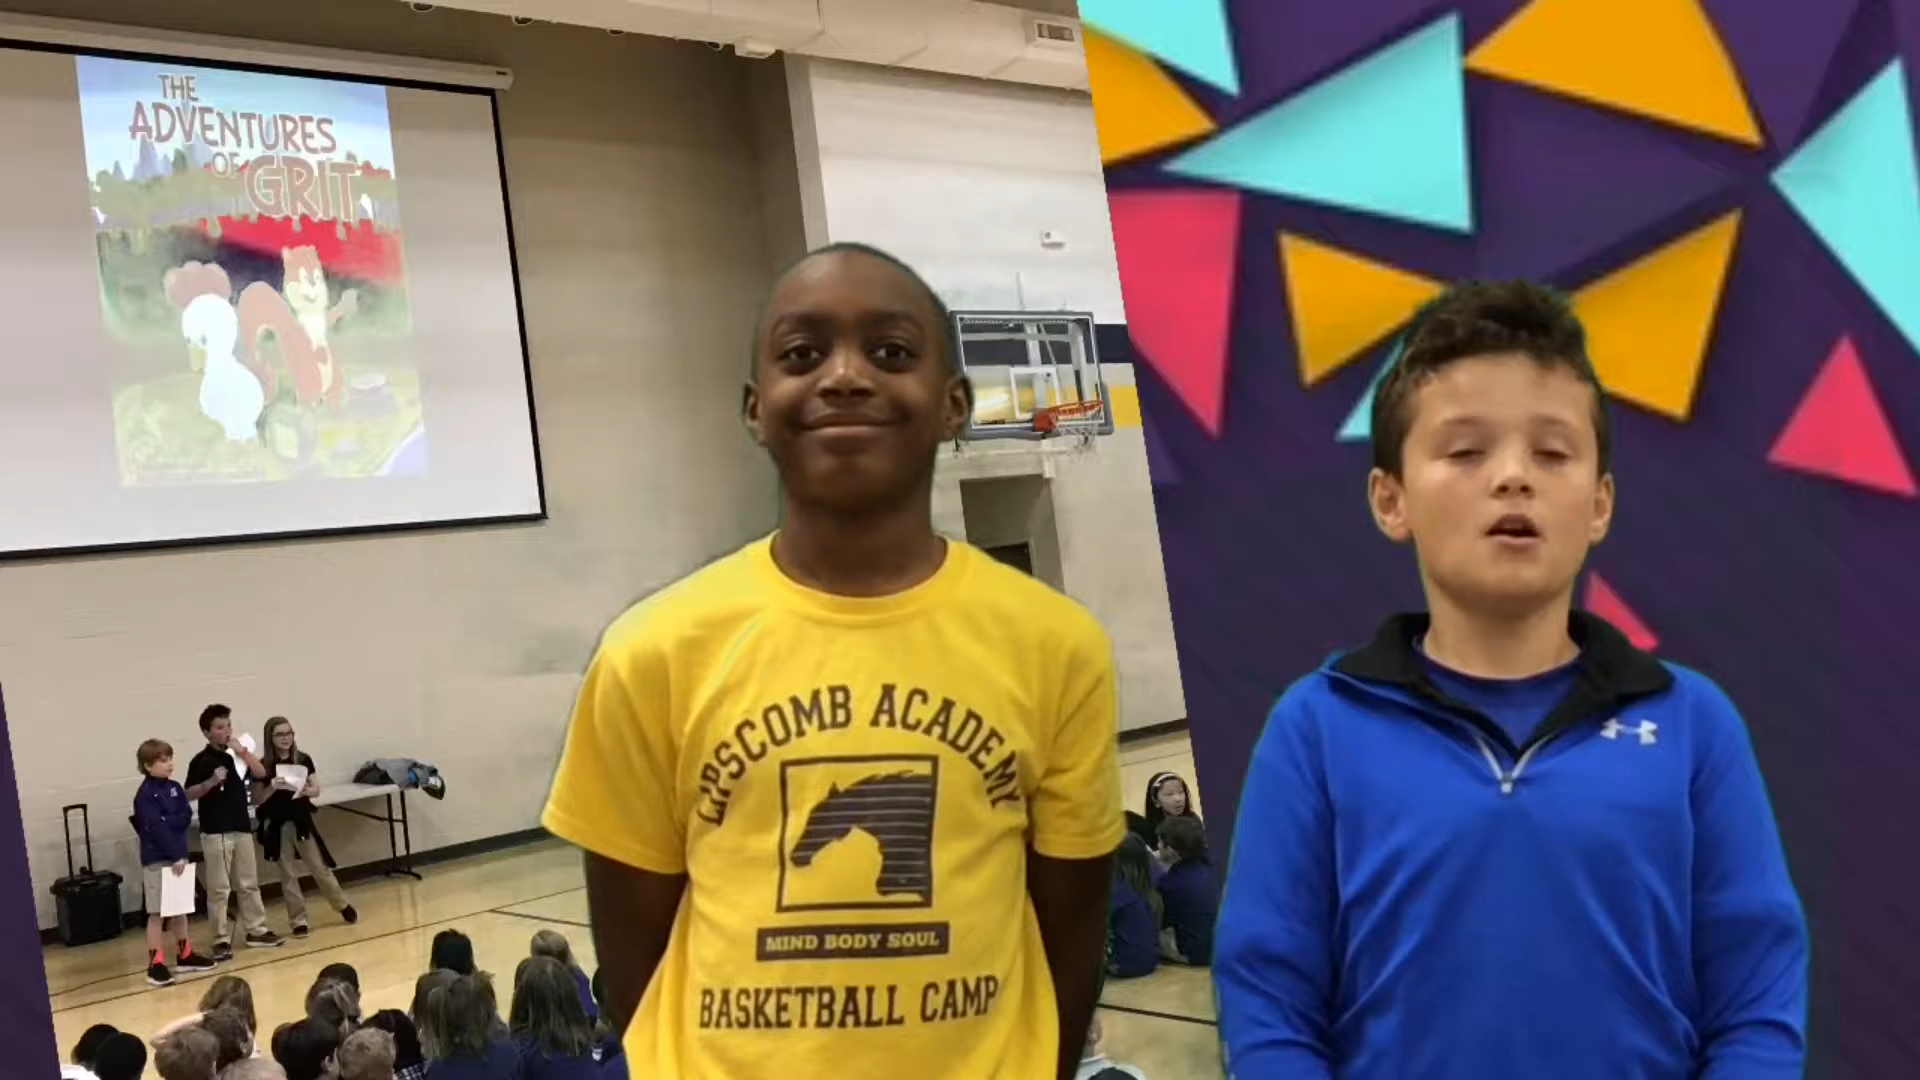 THE
ADVENTURES
OF
GRIT
LIPSCOMB ACADEMY
MIND BODY SOUL
BASKETBALL CAMP